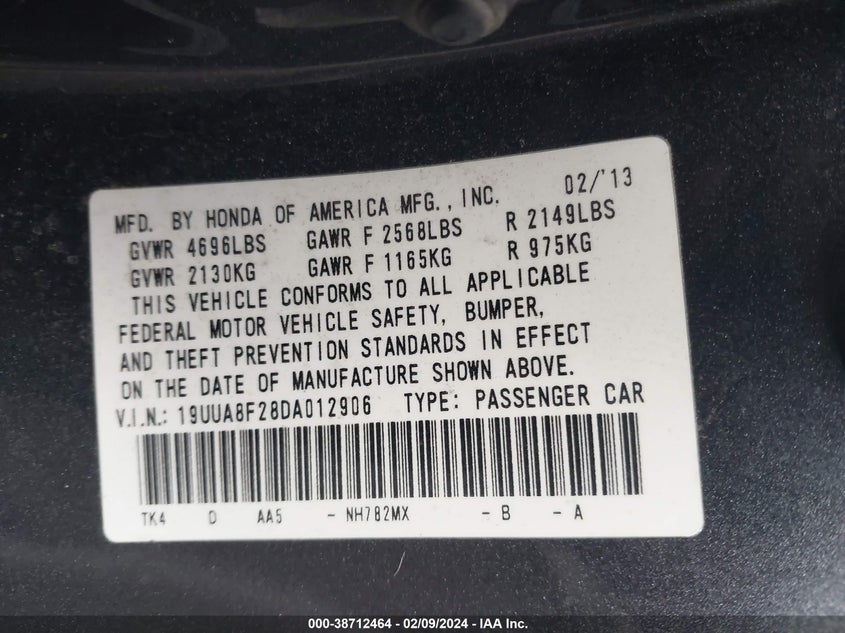 MFD. BY HONDA OF AMERICA MFG., INC. 02/'13
GVWR 4696LBS GAWR F 2568LBS R 2149LBS
GVWR 2130KG GAWR F 1165KG R 975KG
THIS VEHICLE CONFORMS TO ALL APPLICABLE
FEDERAL MOTOR VEHICLE SAFETY, BUMPER,
AND THEFT PREVENTION STANDARDS IN EFFECT
ON THE DATE OF MANUFACTURE SHOWN ABOVE.
V.I.N.: 19UUA8F28DA012906 TYPE: PASSENGER CAR
TK4 D AA5 - NH782MX - B - A
000-38712464 - 02/09/2024 - IAA Inc.